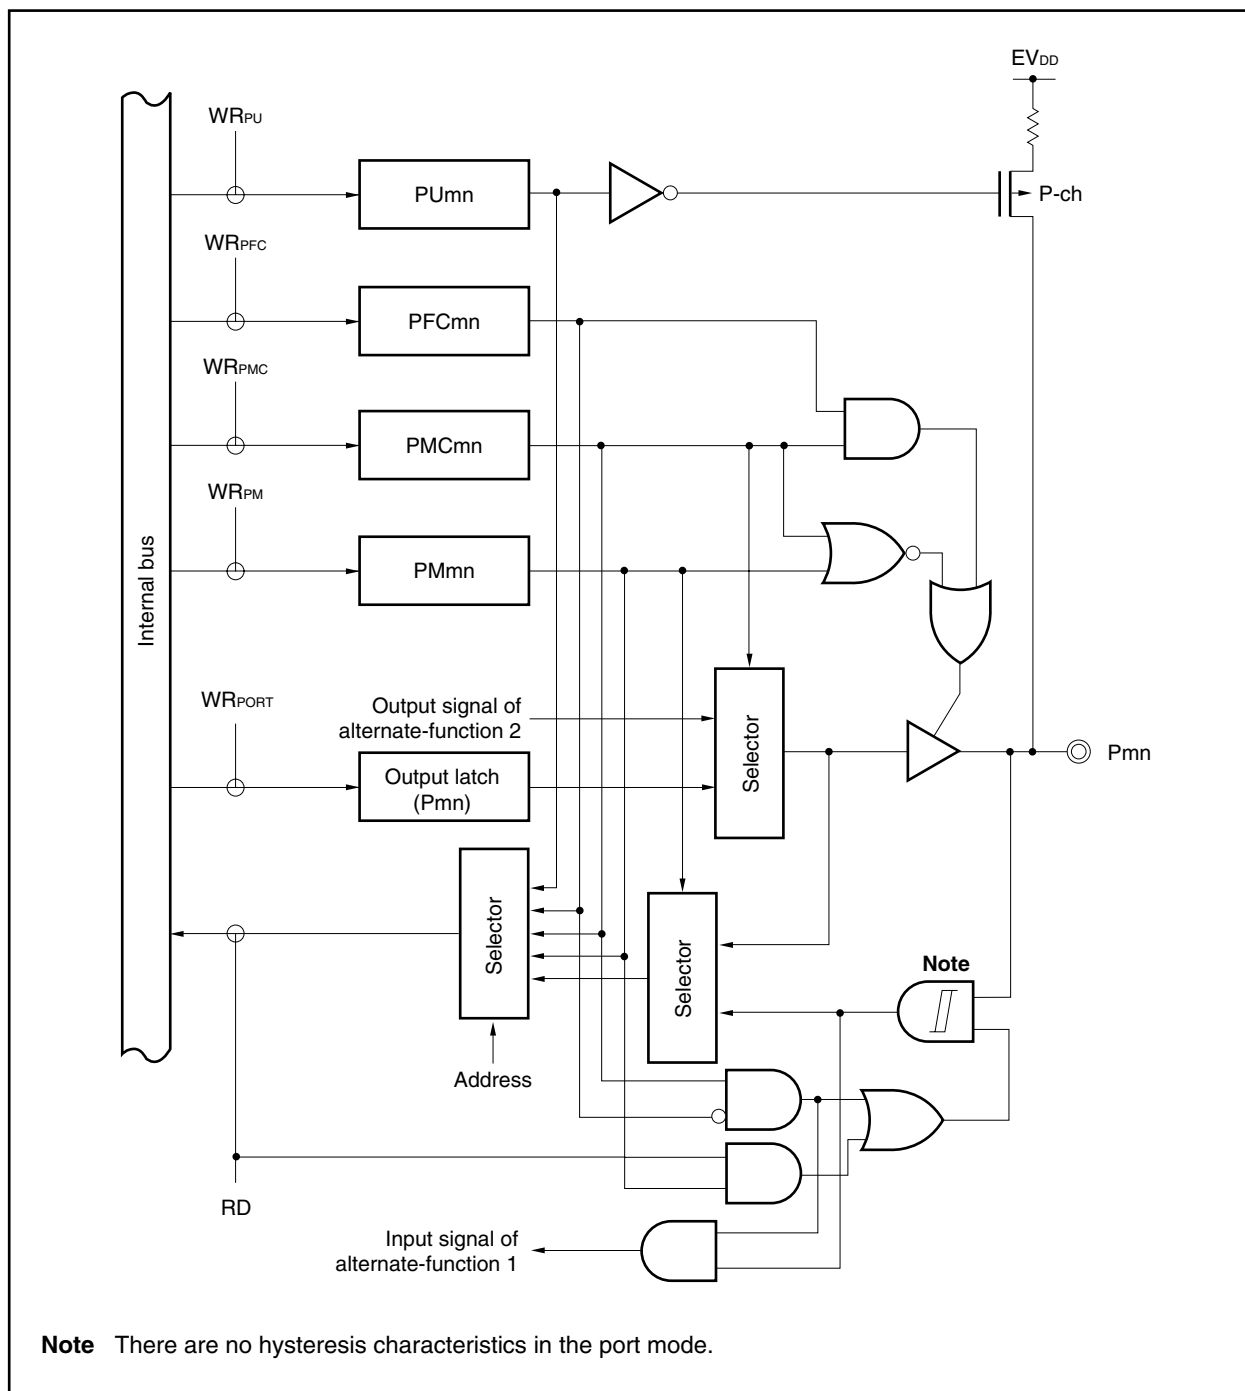 EVDD
WRPU
PUmn
P-ch
WRPFC
PFCmn
WRPMC
PMCmn
WRPM
PMmn
Internal bus
WRPORT
Output signal of
alternate-function 2
Output latch
(Pmn)
Selector
Pmn
Selector
Selector
Note
Address
RD
Input signal of
alternate-function 1
Note There are no hysteresis characteristics in the port mode.